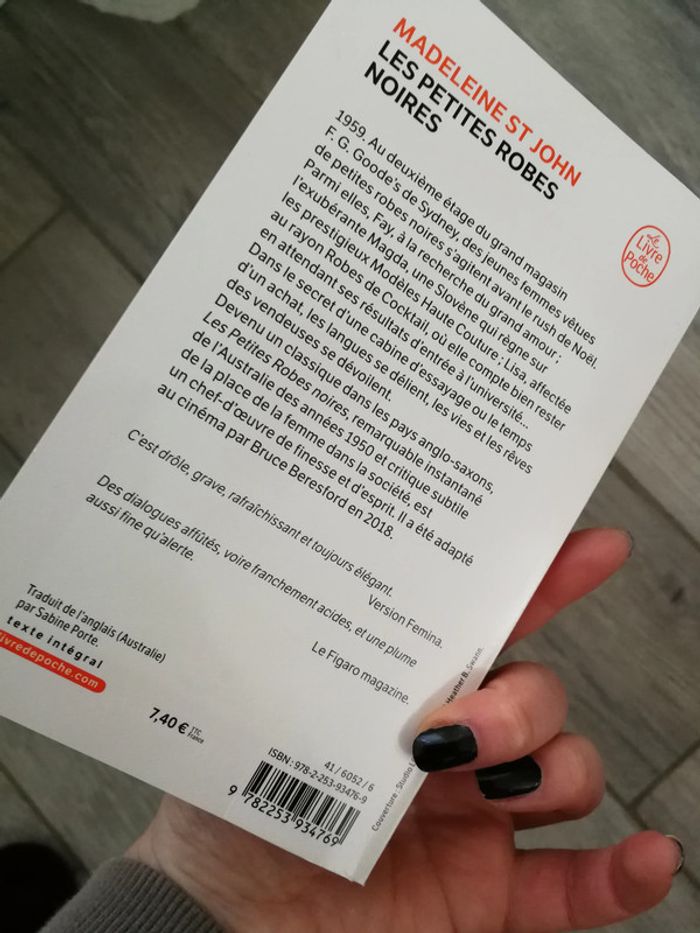 MADELEINE ST JOHN
LES PETITES ROBES
NOIRES
Le
Livre
de
Poche
1959. Au deuxième étage du grand magasin
F. G. Goode's de Sydney, des jeunes femmes vêtues
de petites robes noires s'agitent avant le rush de Noël.
Parmi elles, Fay, à la recherche du grand amour ;
l'exubérante Magda, une Slovène qui règne sur
les prestigieux Modèles Haute Couture ; Lisa, affectée
au rayon Robes de Cocktail, où elle compte bien rester
en attendant ses résultats d'entrée à l'université...
Dans le secret d'une cabine d'essayage ou le temps
d'un achat, les langues se délient, les vies et les rêves
des vendeuses se dévoilent.
Devenu un classique dans les pays anglo-saxons,
Les Petites Robes noires, remarquable instantané
de l'Australie des années 1950 et critique subtile
de la place de la femme dans la société, est
un chef-d'œuvre de finesse et d'esprit. Il a été adapté
au cinéma par Bruce Beresford en 2018.
C'est drôle, grave, rafraîchissant et toujours élégant.
Version Femina.
Des dialogues affûtés, voire franchement acides, et une plume
aussi fine qu'alerte.
Le Figaro magazine.
Traduit de l'anglais (Australie)
par Sabine Porte.
texte intégral
livredepoche.com
7,40 € TTC
France
41 / 6052 / 6
ISBN : 978-2-253-93476-9
9 782253 934769
Couverture : Studio
Heather B. Swann.